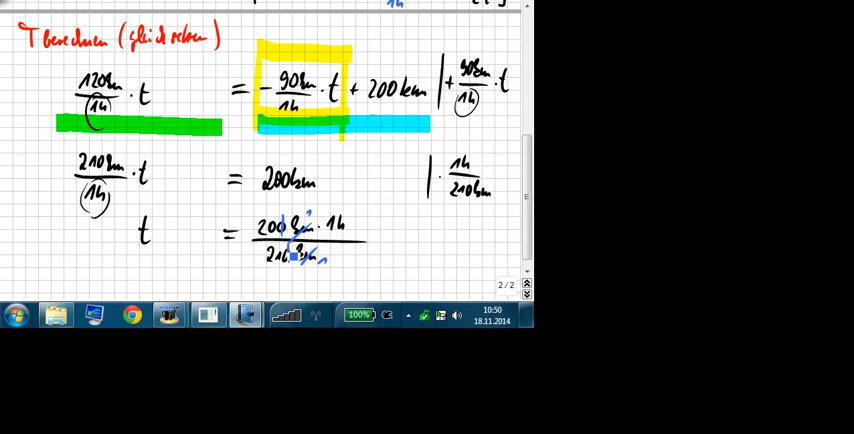 T berechnen (gleichsetzen)
120km/1h · t = - 90km/1h · t + 200km | + 90km/1h · t
210km/1h · t = 200km | · 1h/210km
t = 200km · 1h / 210km
2/2
100%
10:50
18.11.2014